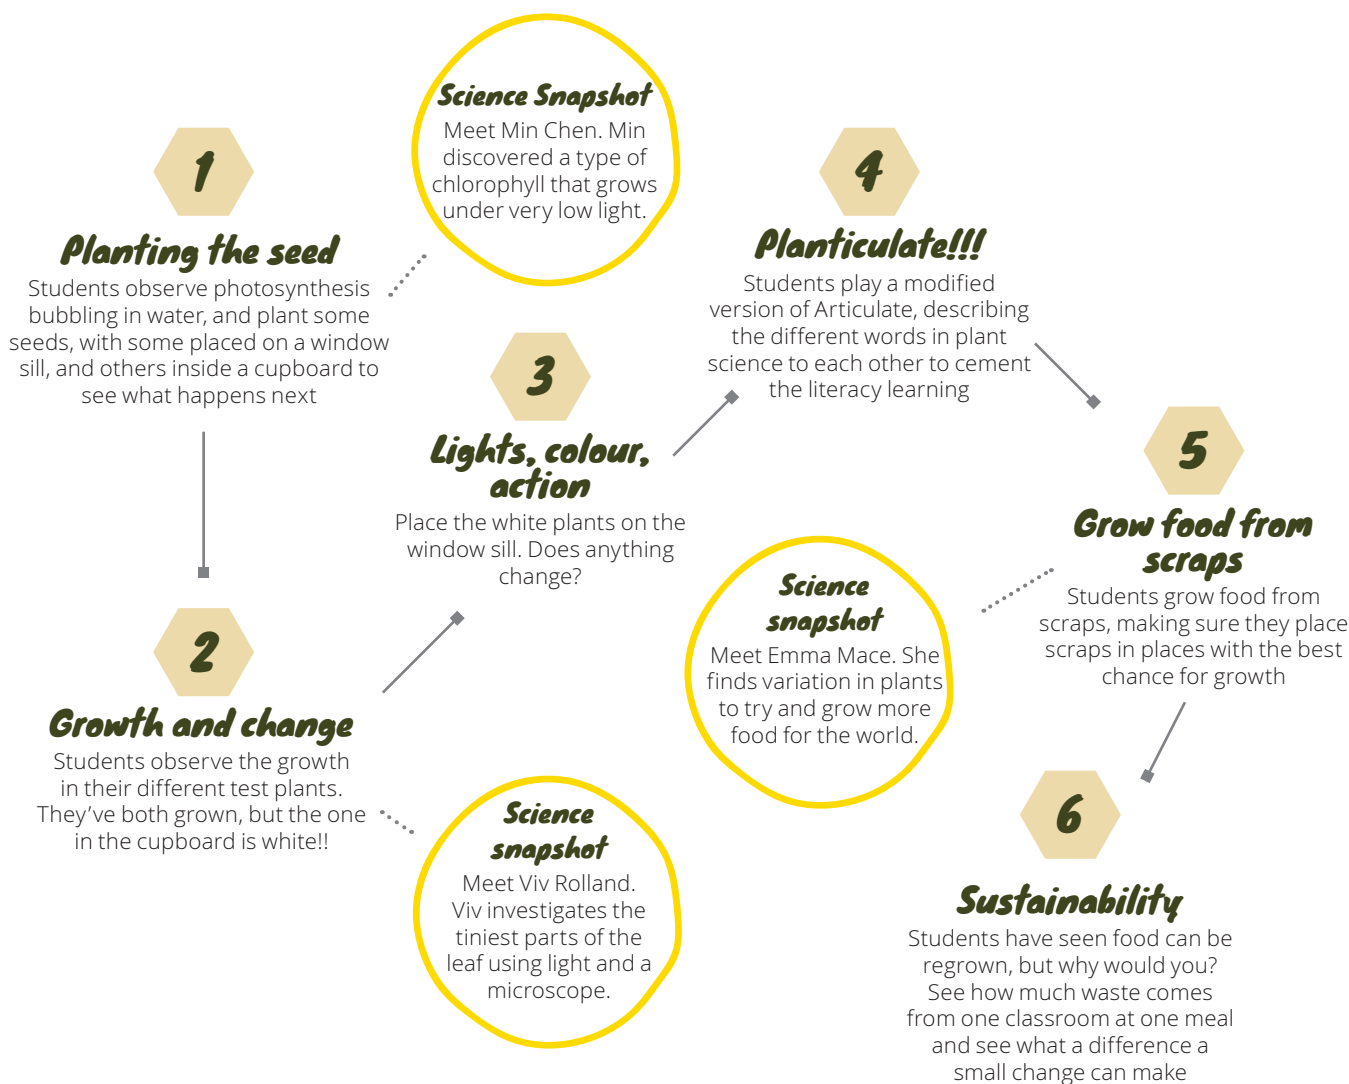 1
Planting the seed
Students observe photosynthesis
bubbling in water, and plant some
seeds, with some placed on a window
sill, and others inside a cupboard to
see what happens next
Science Snapshot
Meet Min Chen. Min
discovered a type of
chlorophyll that grows
under very low light.
2
Growth and change
Students observe the growth
in their different test plants.
They’ve both grown, but the one
in the cupboard is white!!
Science
snapshot
Meet Viv Rolland.
Viv investigates the
tiniest parts of the
leaf using light and a
microscope.
3
Lights, colour,
action
Place the white plants on the
window sill. Does anything
change?
4
Planticulate!!!
Students play a modified
version of Articulate, describing
the different words in plant
science to each other to cement
the literacy learning
5
Grow food from
scraps
Students grow food from
scraps, making sure they place
scraps in places with the best
chance for growth
Science
snapshot
Meet Emma Mace. She
finds variation in plants
to try and grow more
food for the world.
6
Sustainability
Students have seen food can be
regrown, but why would you?
See how much waste comes
from one classroom at one meal
and see what a difference a
small change can make